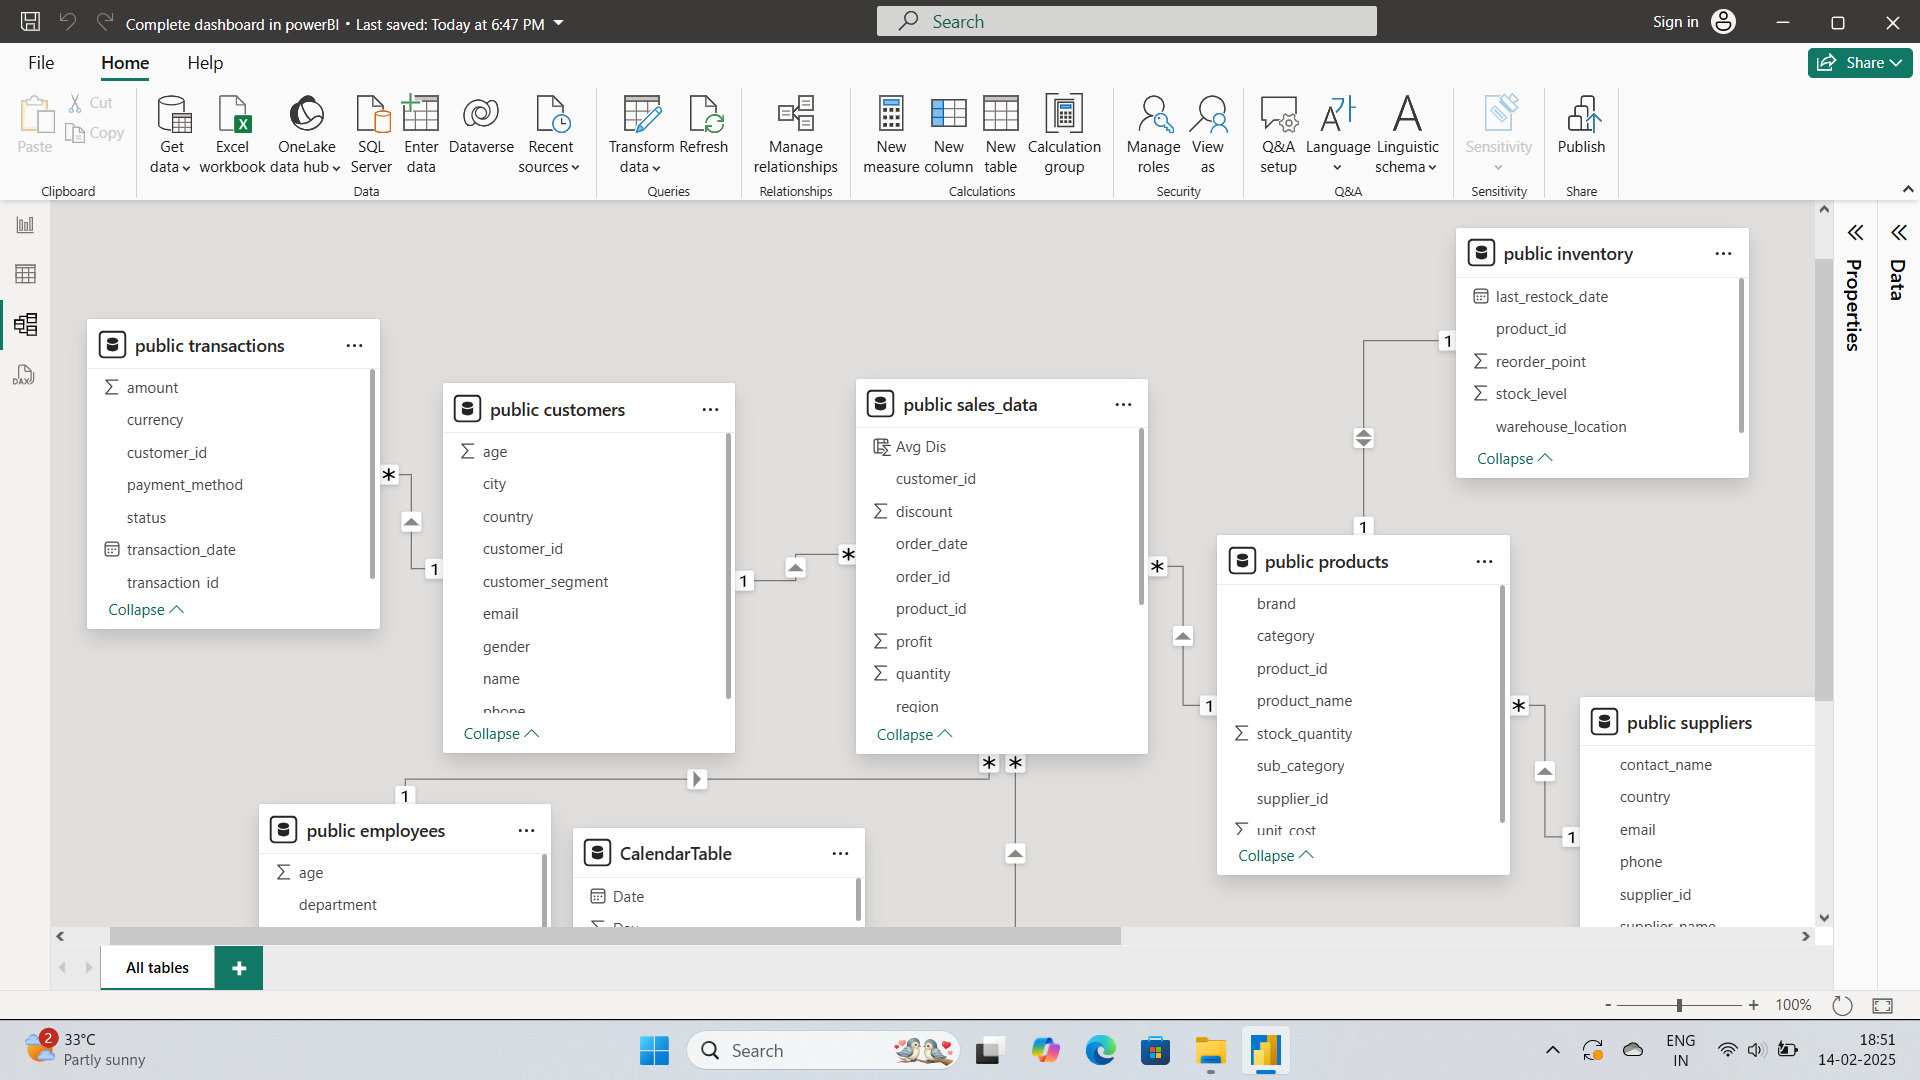 Complete dashboard in powerBI • Last saved: Today at 6:47 PM
Search
Sign in
File
Home
Help
Share
Paste
Cut
Copy
Clipboard
Get data
Excel workbook
OneLake data hub
SQL Server
Enter data
Dataverse
Recent sources
Data
Transform data
Refresh
Queries
Manage relationships
Relationships
New measure
New column
New table
Calculation group
Calculations
Manage roles
View as
Security
Q&A setup
Language
Linguistic schema
Q&A
Sensitivity
Sensitivity
Publish
Share
DAX
public transactions
amount
currency
customer_id
payment_method
status
transaction_date
transaction_id
Collapse
*
1
public customers
age
city
country
customer_id
customer_segment
email
gender
name
phone
Collapse
1
*
public sales_data
Avg Dis
customer_id
discount
order_date
order_id
product_id
profit
quantity
region
Collapse
*
1
* *
1
public inventory
last_restock_date
product_id
reorder_point
stock_level
warehouse_location
Collapse
1
1
public products
brand
category
product_id
product_name
stock_quantity
sub_category
supplier_id
unit_cost
Collapse
*
1
public suppliers
contact_name
country
email
phone
supplier_id
supplier_name
public employees
age
department
CalendarTable
Date
Day
Properties
Data
All tables
+
- + 100%
2
33°C
Partly sunny
Search
ENG
IN
18:51
14-02-2025